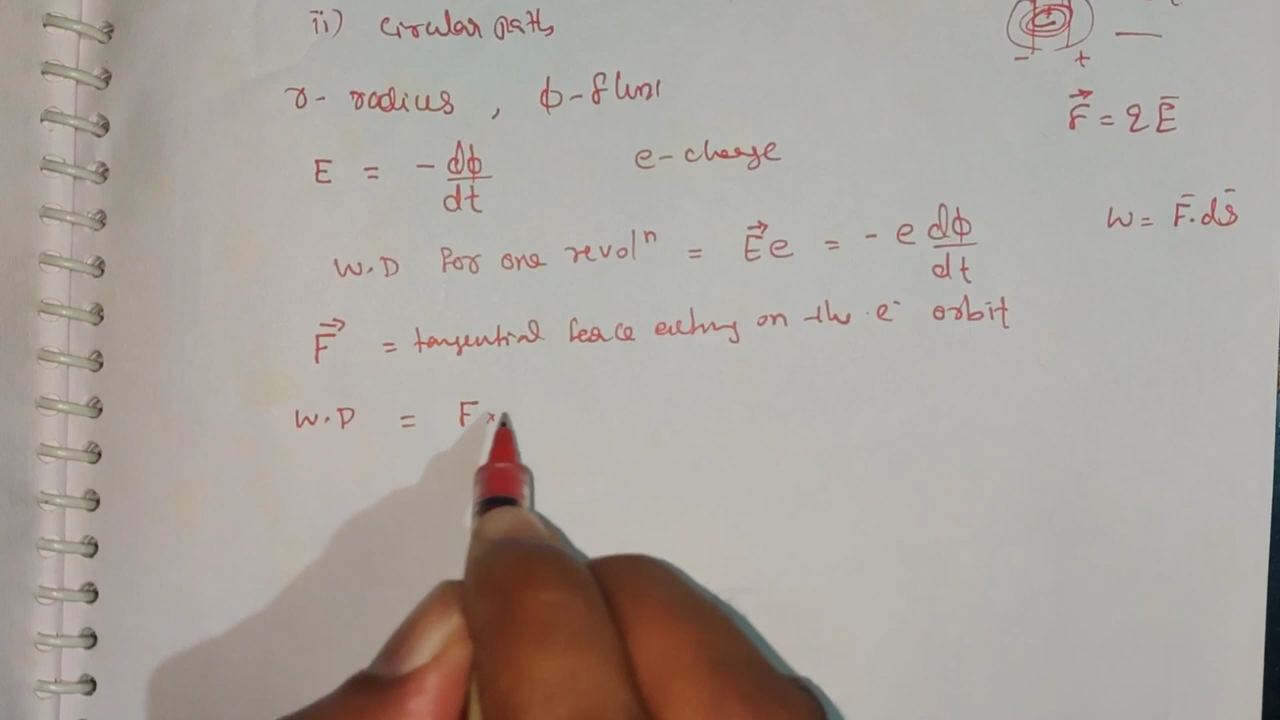 ii) circular path
r - radius , ϕ - flux
E = - dϕ/dt e - charge
F⃗ = q E̅
W.D for one revolⁿ = E⃗e = - e dϕ/dt
W = F̅.ds̅
F⃗ = tangential force acting on the e⁻ orbit
W.D = F ×
- +